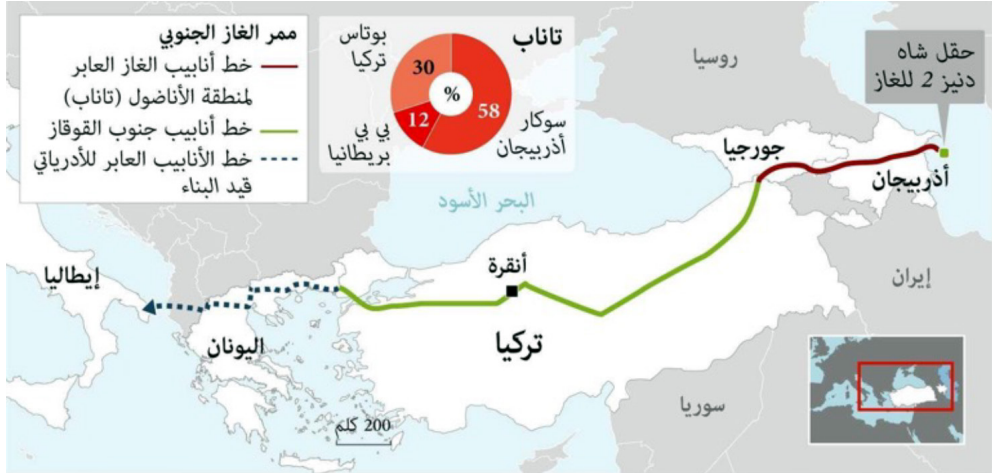 ممر الغاز الجنوبي
خط أنابيب الغاز العابر
لمنطقة الأناضول (تاناب)
خط أنابيب جنوب القوقاز
خط الأنابيب العابر للأدرياتي
قيد البناء
تاناب
بوتاس
تركيا
30
%
58
12
سوكار
أذربيجان
بي بي
بريطانيا
روسيا
حقل شاه
دنيز 2 للغاز
جورجيا
أذربيجان
البحر الأسود
إيران
إيطاليا
أنقرة
تركيا
اليونان
سوريا
200 كلم